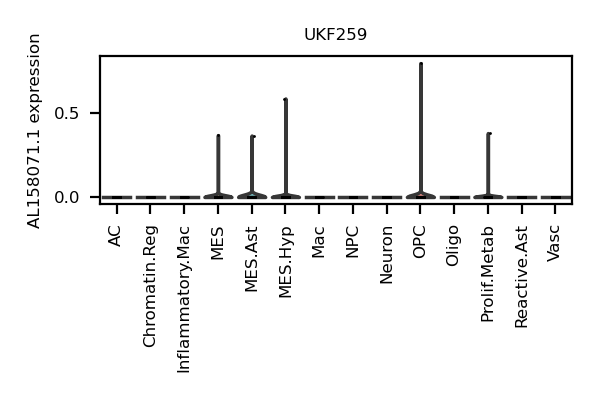 UKF259
AL158071.1 expression
0.5
0.0
AC
Chromatin.Reg
Inflammatory.Mac
MES
MES.Ast
MES.Hyp
Mac
NPC
Neuron
OPC
Oligo
Prolif.Metab
Reactive.Ast
Vasc